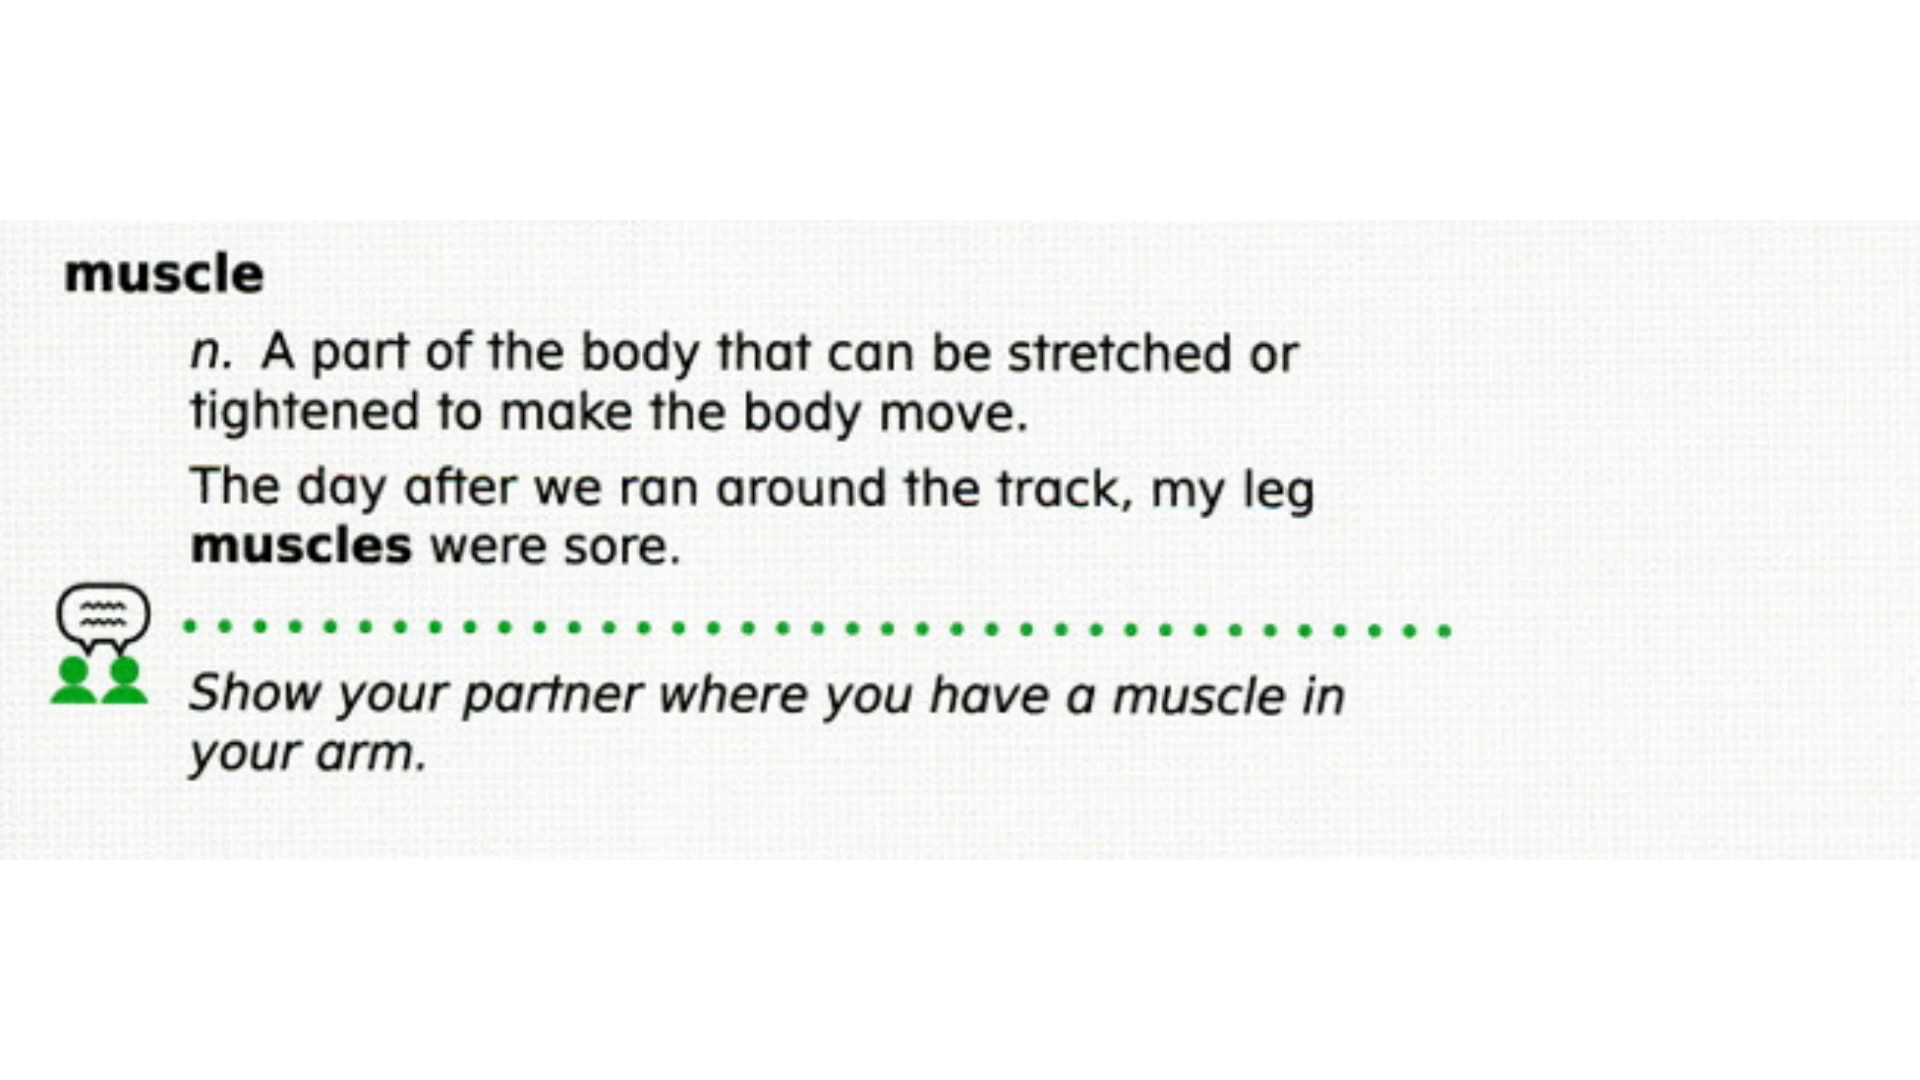 muscle
n. A part of the body that can be stretched or
tightened to make the body move.
The day after we ran around the track, my leg
muscles were sore.
Show your partner where you have a muscle in
your arm.